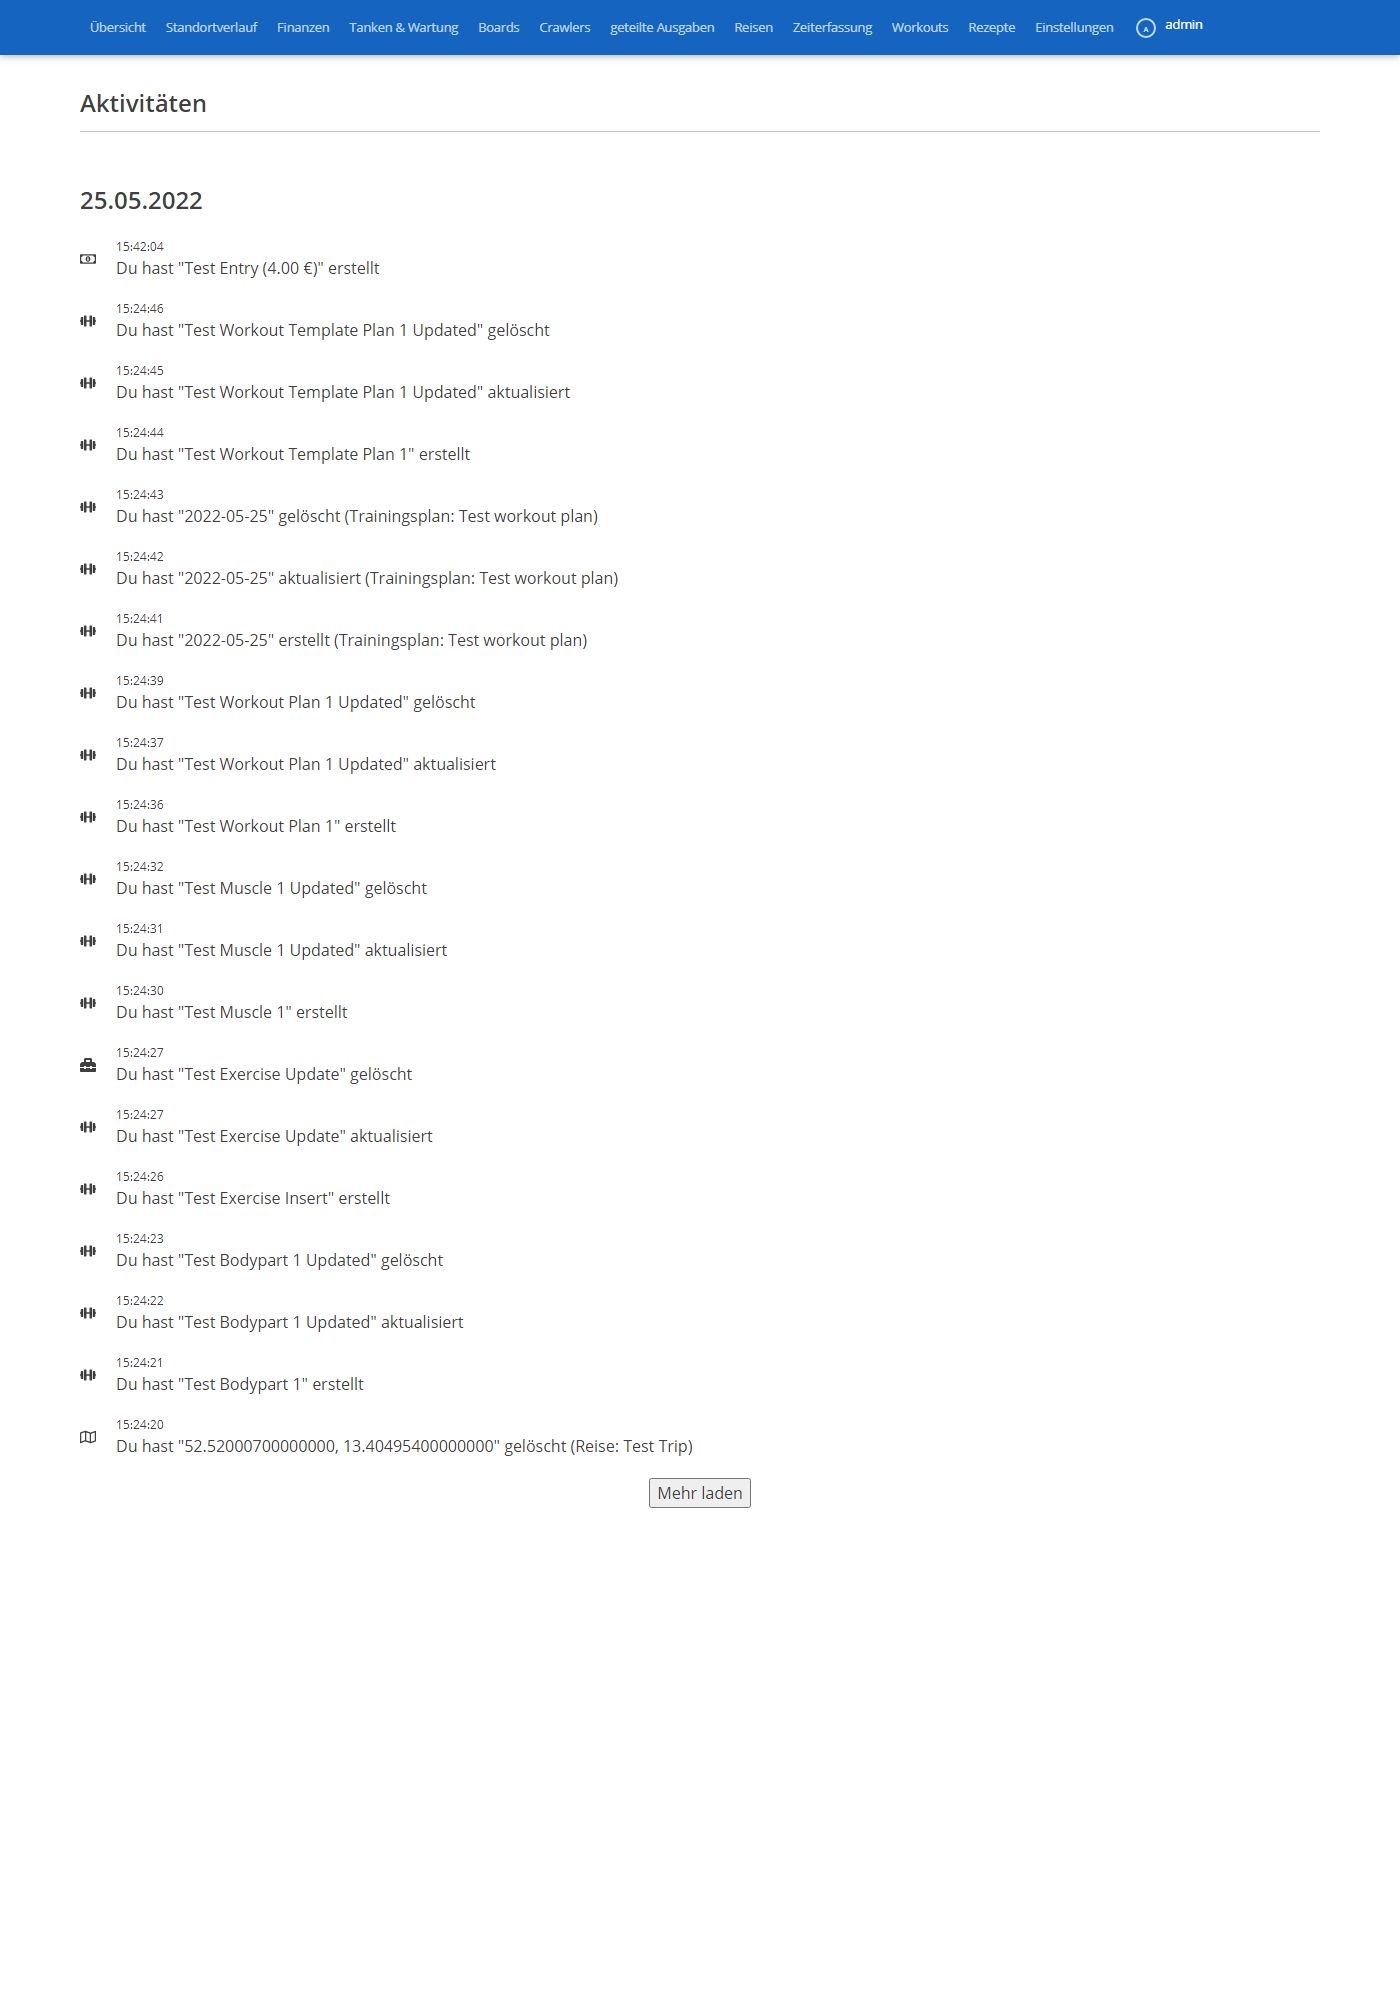 Übersicht Standortverlauf Finanzen Tanken & Wartung Boards Crawlers geteilte Ausgaben Reisen Zeiterfassung Workouts Rezepte Einstellungen A admin
Aktivitäten
25.05.2022
15:42:04
Du hast "Test Entry (4.00 €)" erstellt
15:24:46
Du hast "Test Workout Template Plan 1 Updated" gelöscht
15:24:45
Du hast "Test Workout Template Plan 1 Updated" aktualisiert
15:24:44
Du hast "Test Workout Template Plan 1" erstellt
15:24:43
Du hast "2022-05-25" gelöscht (Trainingsplan: Test workout plan)
15:24:42
Du hast "2022-05-25" aktualisiert (Trainingsplan: Test workout plan)
15:24:41
Du hast "2022-05-25" erstellt (Trainingsplan: Test workout plan)
15:24:39
Du hast "Test Workout Plan 1 Updated" gelöscht
15:24:37
Du hast "Test Workout Plan 1 Updated" aktualisiert
15:24:36
Du hast "Test Workout Plan 1" erstellt
15:24:32
Du hast "Test Muscle 1 Updated" gelöscht
15:24:31
Du hast "Test Muscle 1 Updated" aktualisiert
15:24:30
Du hast "Test Muscle 1" erstellt
15:24:27
Du hast "Test Exercise Update" gelöscht
15:24:27
Du hast "Test Exercise Update" aktualisiert
15:24:26
Du hast "Test Exercise Insert" erstellt
15:24:23
Du hast "Test Bodypart 1 Updated" gelöscht
15:24:22
Du hast "Test Bodypart 1 Updated" aktualisiert
15:24:21
Du hast "Test Bodypart 1" erstellt
15:24:20
Du hast "52.52000700000000, 13.40495400000000" gelöscht (Reise: Test Trip)
Mehr laden